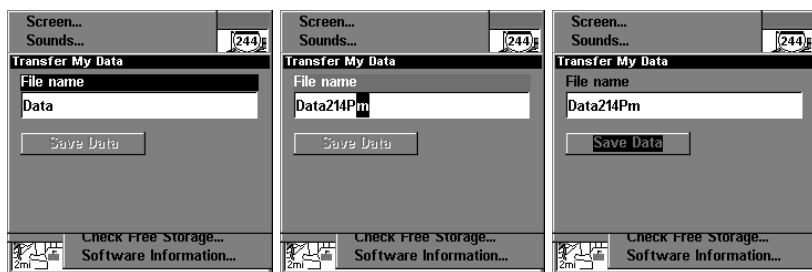 Screen...
Sounds...
244
Transfer My Data
File name
Data
Save Data
Check Free Storage...
Software Information...
2mi
Screen...
Sounds...
244
Transfer My Data
File name
Data214Pm
Save Data
Check Free Storage...
Software Information...
2mi
Screen...
Sounds...
244
Transfer My Data
File name
Data214Pm
Save Data
Check Free Storage...
Software Information...
2mi